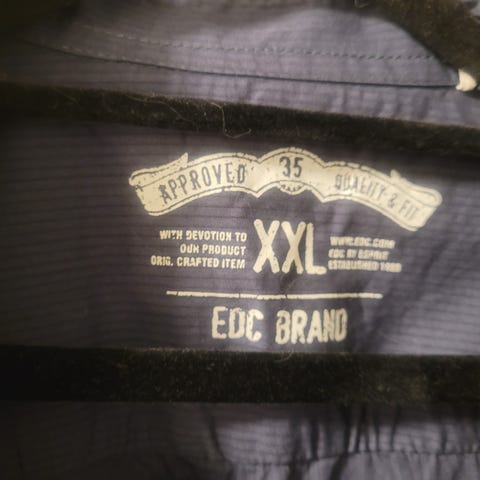 APPROVED 35 QUALITY & FIT
WITH DEVOTION TO
OUR PRODUCT
ORIG. CRAFTED ITEM
XXL
WWW.EDC.COM
EDC BY ESPRIT
ESTABLISHED
EDC BRAND